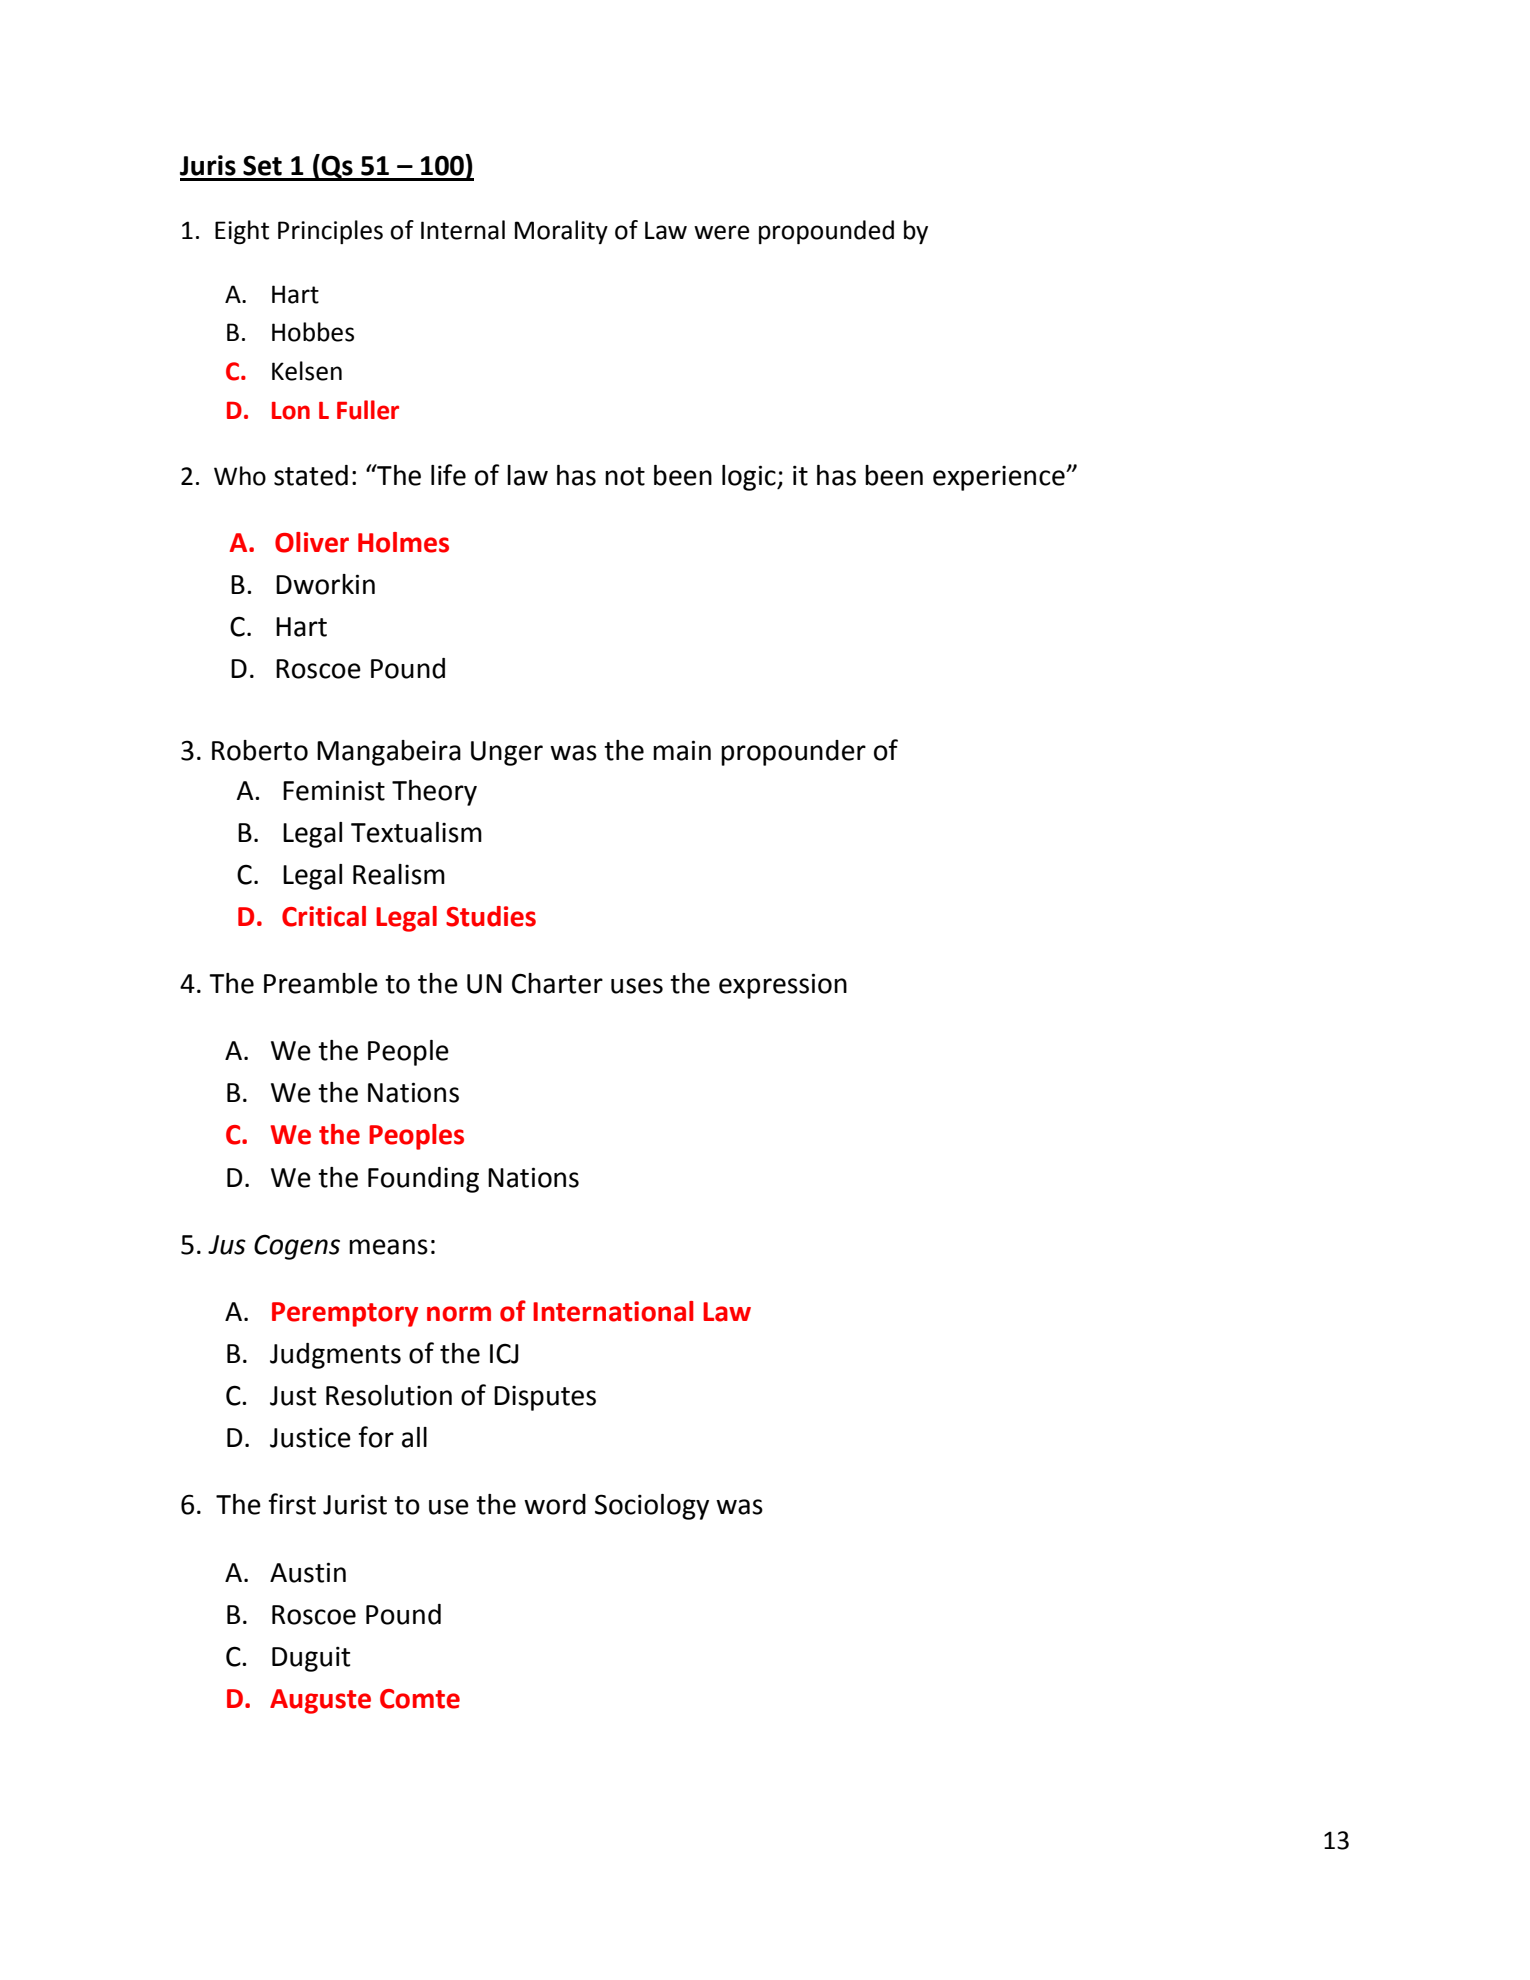 Juris Set 1 (Qs 51 – 100)
1. Eight Principles of Internal Morality of Law were propounded by
A. Hart
B. Hobbes
C. Kelsen
D. Lon L Fuller
2. Who stated: “The life of law has not been logic; it has been experience”
A. Oliver Holmes
B. Dworkin
C. Hart
D. Roscoe Pound
3. Roberto Mangabeira Unger was the main propounder of
A. Feminist Theory
B. Legal Textualism
C. Legal Realism
D. Critical Legal Studies
4. The Preamble to the UN Charter uses the expression
A. We the People
B. We the Nations
C. We the Peoples
D. We the Founding Nations
5. Jus Cogens means:
A. Peremptory norm of International Law
B. Judgments of the ICJ
C. Just Resolution of Disputes
D. Justice for all
6. The first Jurist to use the word Sociology was
A. Austin
B. Roscoe Pound
C. Duguit
D. Auguste Comte
13